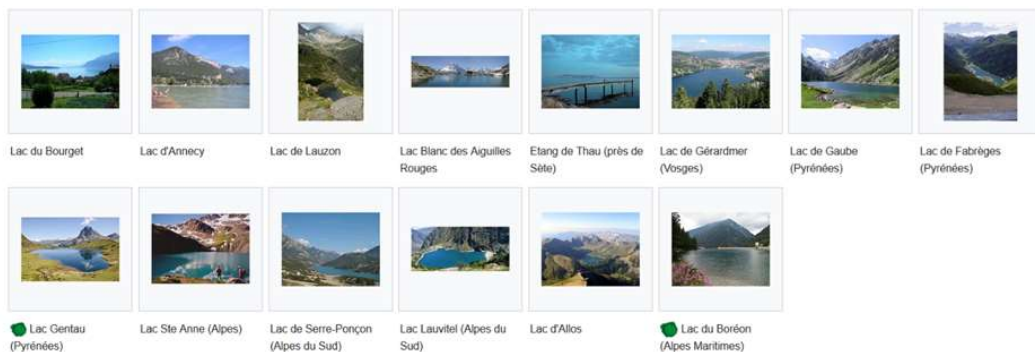 Lac du Bourget
Lac d'Annecy
Lac de Lauzon
Lac Blanc des Aiguilles
Rouges
Etang de Thau (près de
Sète)
Lac de Gérardmer
(Vosges)
Lac de Gaube
(Pyrénées)
Lac de Fabrèges
(Pyrénées)
Lac Gentau
(Pyrénées)
Lac Ste Anne (Alpes)
Lac de Serre-Ponçon
(Alpes du Sud)
Lac Lauvitel (Alpes du
Sud)
Lac d'Allos
Lac du Boréon
(Alpes Maritimes)